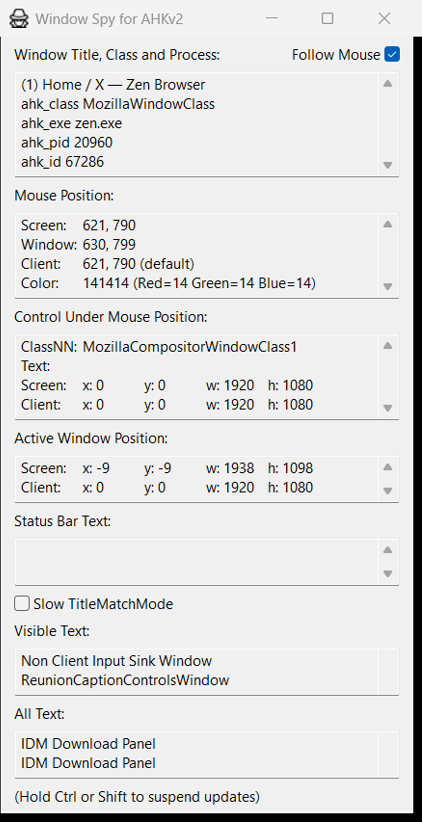 Window Spy for AHKv2
Window Title, Class and Process:
Follow Mouse
(1) Home / X — Zen Browser
ahk_class MozillaWindowClass
ahk_exe zen.exe
ahk_pid 20960
ahk_id 67286
Mouse Position:
Screen: 621, 790
Window: 630, 799
Client: 621, 790 (default)
Color: 141414 (Red=14 Green=14 Blue=14)
Control Under Mouse Position:
ClassNN: MozillaCompositorWindowClass1
Text:
Screen: x: 0 y: 0 w: 1920 h: 1080
Client: x: 0 y: 0 w: 1920 h: 1080
Active Window Position:
Screen: x: -9 y: -9 w: 1938 h: 1098
Client: x: 0 y: 0 w: 1920 h: 1080
Status Bar Text:
Slow TitleMatchMode
Visible Text:
Non Client Input Sink Window
ReunionCaptionControlsWindow
All Text:
IDM Download Panel
IDM Download Panel
(Hold Ctrl or Shift to suspend updates)